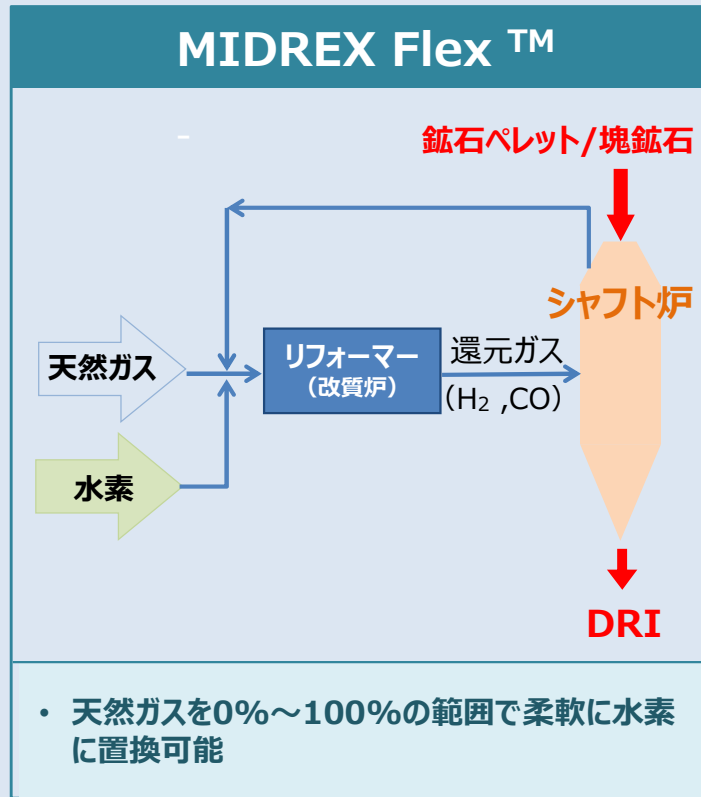 MIDREX Flex ™
鉱石ペレット/塊鉱石
シャフト炉
天然ガス
リフォーマー
（改質炉）
還元ガス
（H₂ ,CO）
水素
DRI
・ 天然ガスを0%～100%の範囲で柔軟に水素
に置換可能